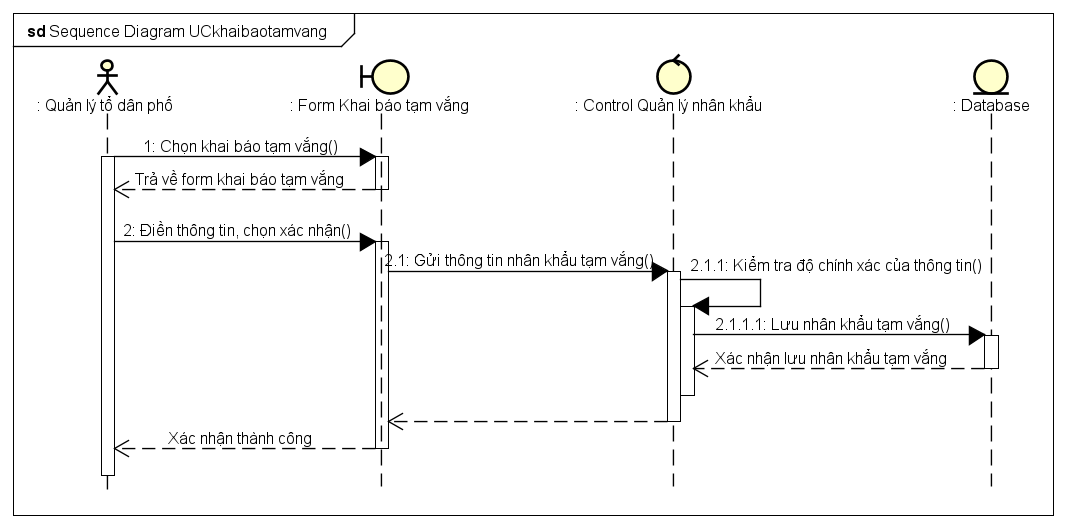 sd Sequence Diagram UCkhaibaotamvang
: Quản lý tổ dân phố
: Form Khai báo tạm vắng
: Control Quản lý nhân khẩu
: Database
1: Chọn khai báo tạm vắng()
Trả về form khai báo tạm vắng
2: Điền thông tin, chọn xác nhận()
2.1: Gửi thông tin nhân khẩu tạm vắng()
2.1.1: Kiểm tra độ chính xác của thông tin()
2.1.1.1: Lưu nhân khẩu tạm vắng()
Xác nhận lưu nhân khẩu tạm vắng
Xác nhận thành công